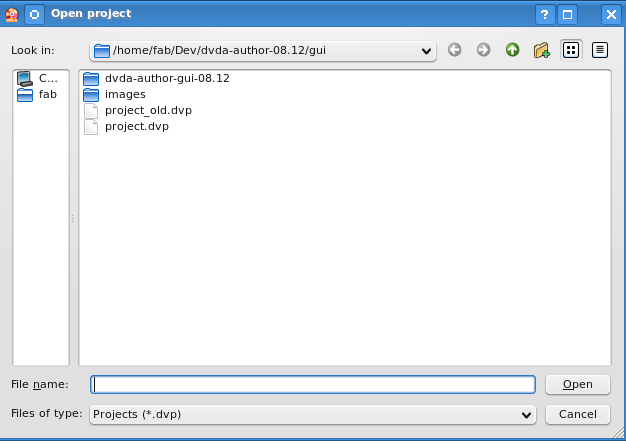 Open project
?
Look in:
/home/fab/Dev/dvda-author-08.12/gui
C...
fab
dvda-author-gui-08.12
images
project_old.dvp
project.dvp
File name:
Open
Files of type:
Projects (*.dvp)
Cancel